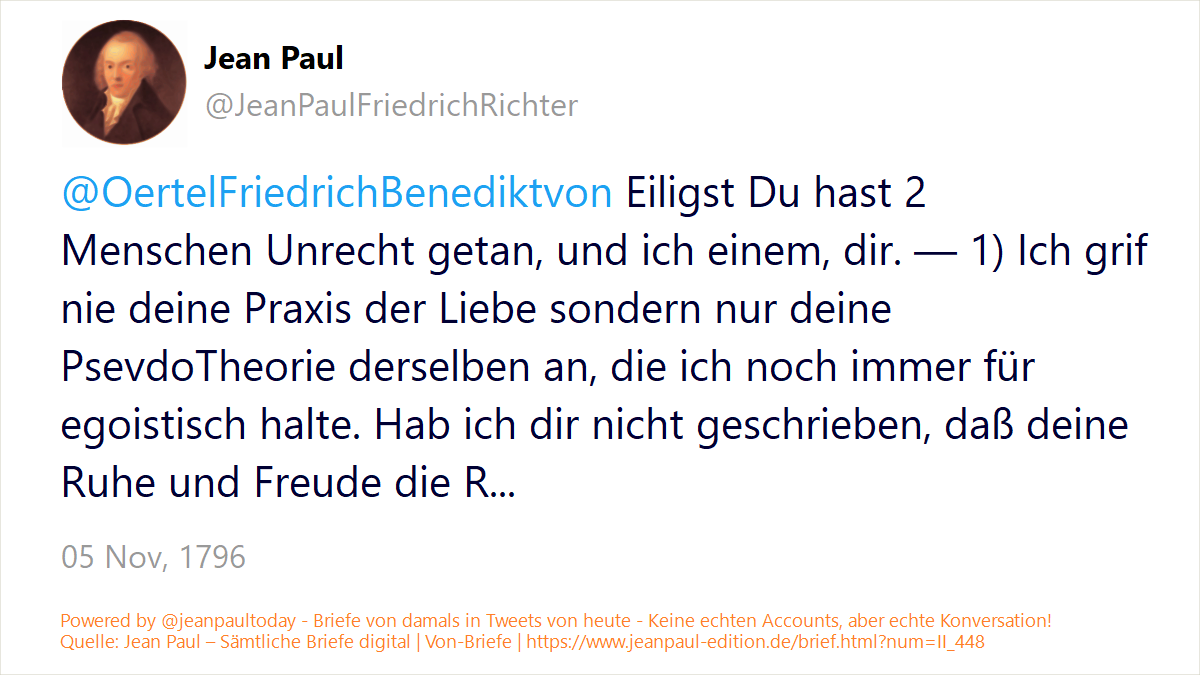 Jean Paul
@JeanPaulFriedrichRichter
@OertelFriedrichBenediktvon Eiligst Du hast 2
Menschen Unrecht getan, und ich einem, dir. — 1) Ich grif
nie deine Praxis der Liebe sondern nur deine
PsevdoTheorie derselben an, die ich noch immer für
egoistisch halte. Hab ich dir nicht geschrieben, daß deine
Ruhe und Freude die R...
05 Nov, 1796
Powered by @jeanpaultoday - Briefe von damals in Tweets von heute - Keine echten Accounts, aber echte Konversation!
Quelle: Jean Paul – Sämtliche Briefe digital | Von-Briefe | https://www.jeanpaul-edition.de/brief.html?num=II_448